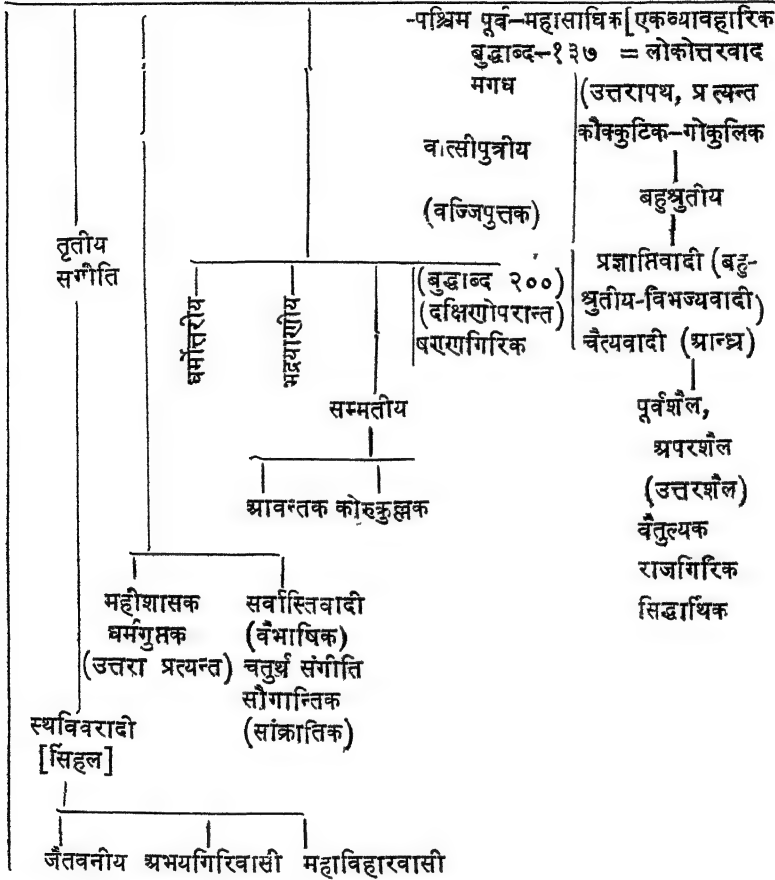 -पश्चिम पूर्व-महासाघिक[एकव्यावहारिक
बुद्धाब्द-१३७ = लोकोत्तरवाद
मगध
(उत्तरापथ, प्रत्यन्त
कौक्कुटिक-गोकुलिक
वात्सीपुत्रीय
बहुश्रुतीय
(वज्जिपुत्तक)
तृतीय
सगीति
प्रज्ञाप्तिवादी (बहु-
श्रुतीय-विभज्यवादी)
चैत्यवादी (आन्ध्र)
(बुद्धाब्द २००)
(दक्षिणोपरान्त)
षण्णगिरिक
धर्मोत्तरीय
भद्रयाणीय
सम्मतीय
पूर्वशैल,
अपरशैल
(उत्तरशैल)
वैतुल्यक
राजगिरिक
सिद्धार्थिक
आवन्तक कोरुकुल्लक
महीशासक
धर्मगुप्तक
(उत्तरा प्रत्यन्त)
सर्वास्तिवादी
(वैभाषिक)
चतुर्थ संगीति
सौगान्तिक
(सांक्रातिक)
स्थविवरादी
[सिंहल]
जैतवनीय अभयगिरिवासी महाविहारवासी